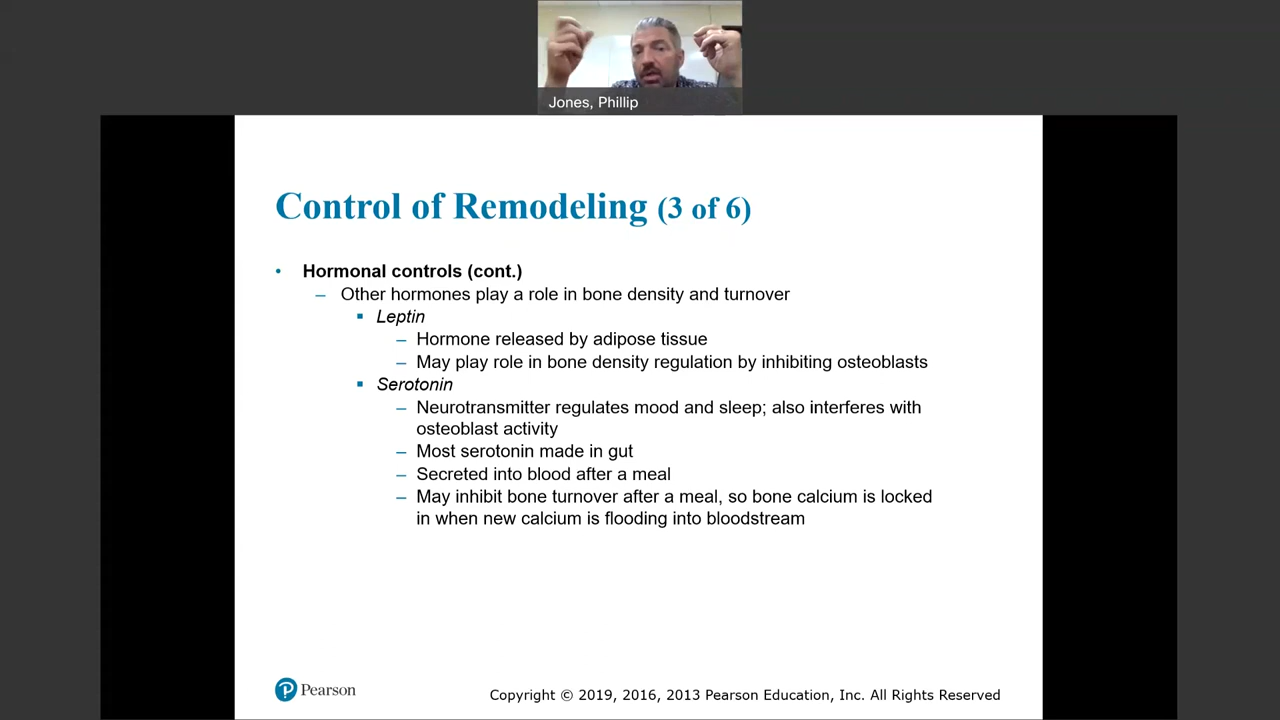 Jones, Phillip
Control of Remodeling (3 of 6)
• Hormonal controls (cont.)
– Other hormones play a role in bone density and turnover
▪ Leptin
– Hormone released by adipose tissue
– May play role in bone density regulation by inhibiting osteoblasts
▪ Serotonin
– Neurotransmitter regulates mood and sleep; also interferes with
osteoblast activity
– Most serotonin made in gut
– Secreted into blood after a meal
– May inhibit bone turnover after a meal, so bone calcium is locked
in when new calcium is flooding into bloodstream
P Pearson
Copyright © 2019, 2016, 2013 Pearson Education, Inc. All Rights Reserved